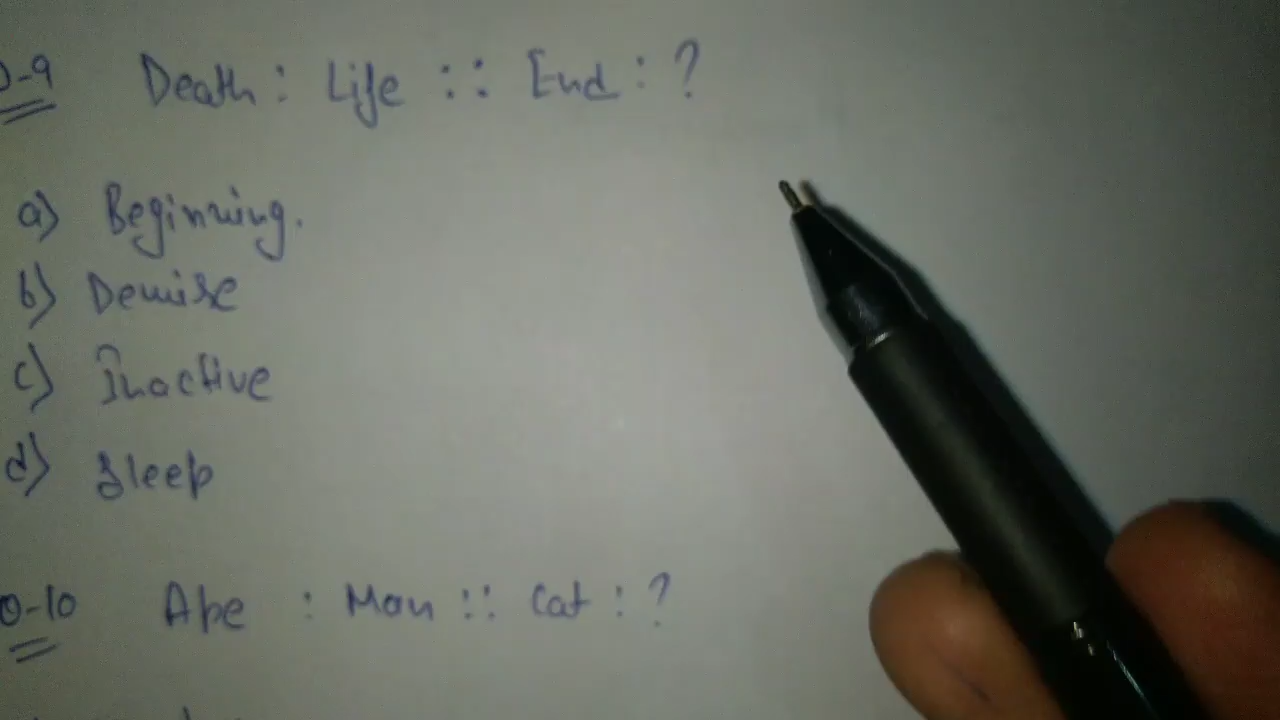 Q-9 Death : Life :: End : ?
a) Beginning.
b) Demise
c) Inactive
d) Sleep
Q-10 Ape : Man :: Cat : ?